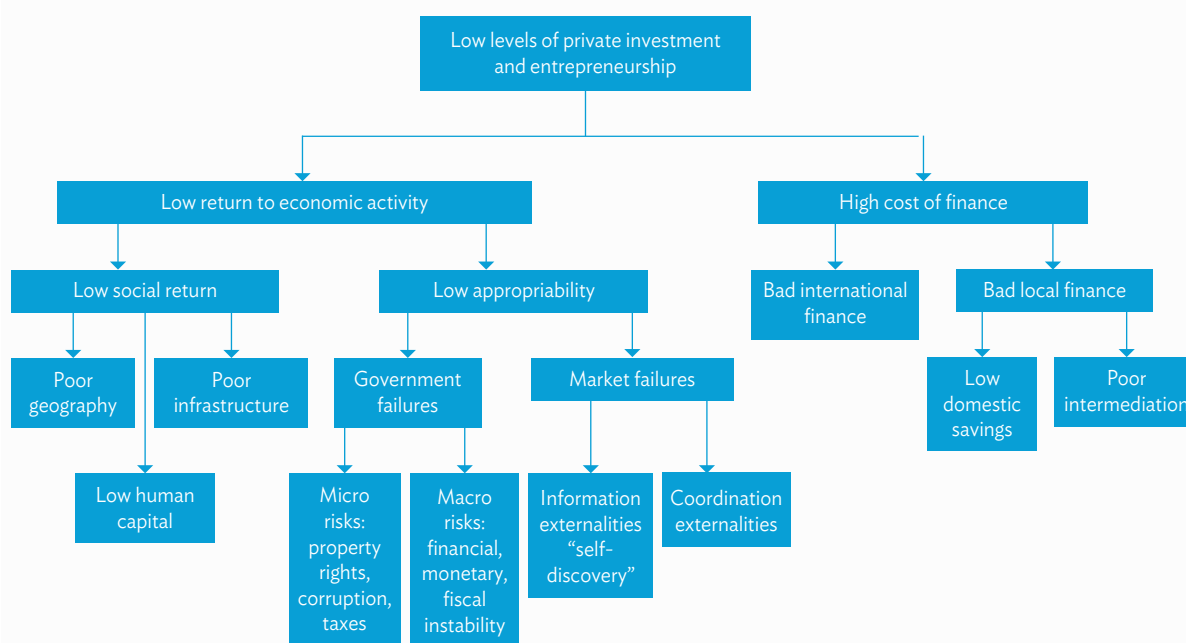 Low levels of private investment
and entrepreneurship
Low return to economic activity
High cost of finance
Low social return
Low appropriability
Bad international
finance
Bad local finance
Poor
geography
Poor
infrastructure
Government
failures
Market failures
Low
domestic
savings
Poor
intermediation
Low human
capital
Micro
risks:
property
rights,
corruption,
taxes
Macro
risks:
financial,
monetary,
fiscal
instability
Information
externalities
“self-
discovery”
Coordination
externalities